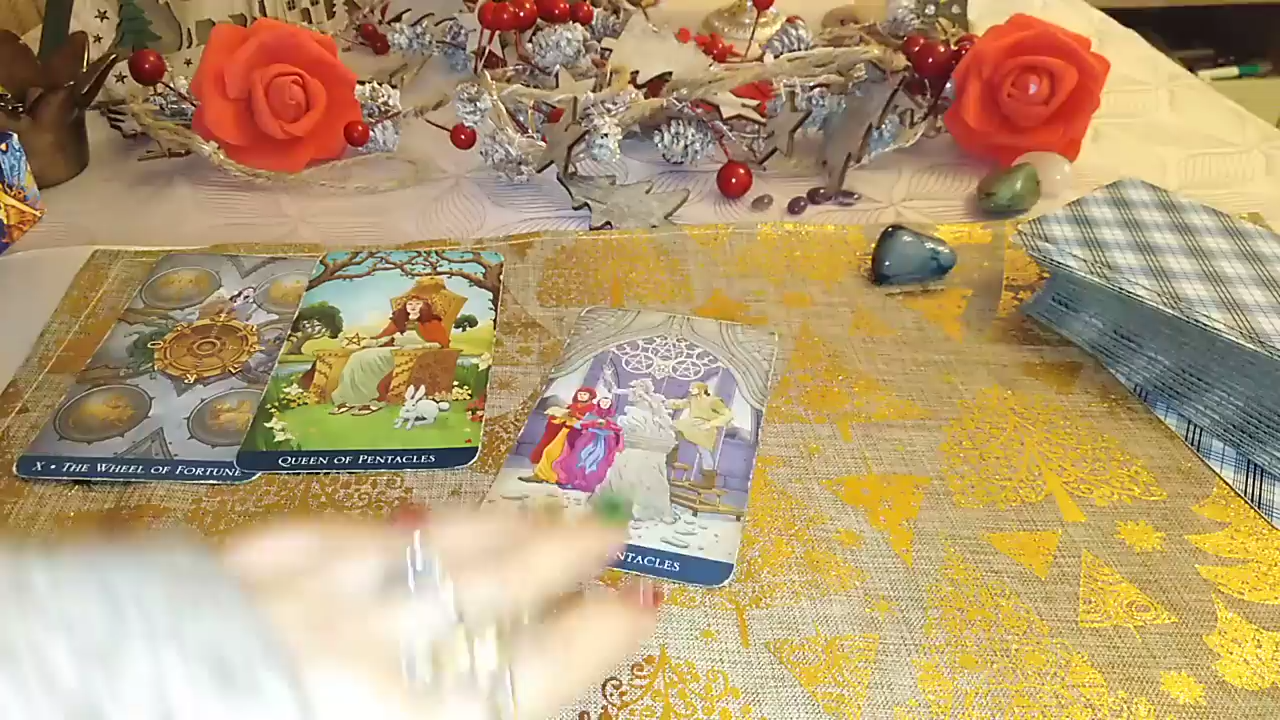 X • THE WHEEL OF FORTUNE
QUEEN OF PENTACLES
NTACLES